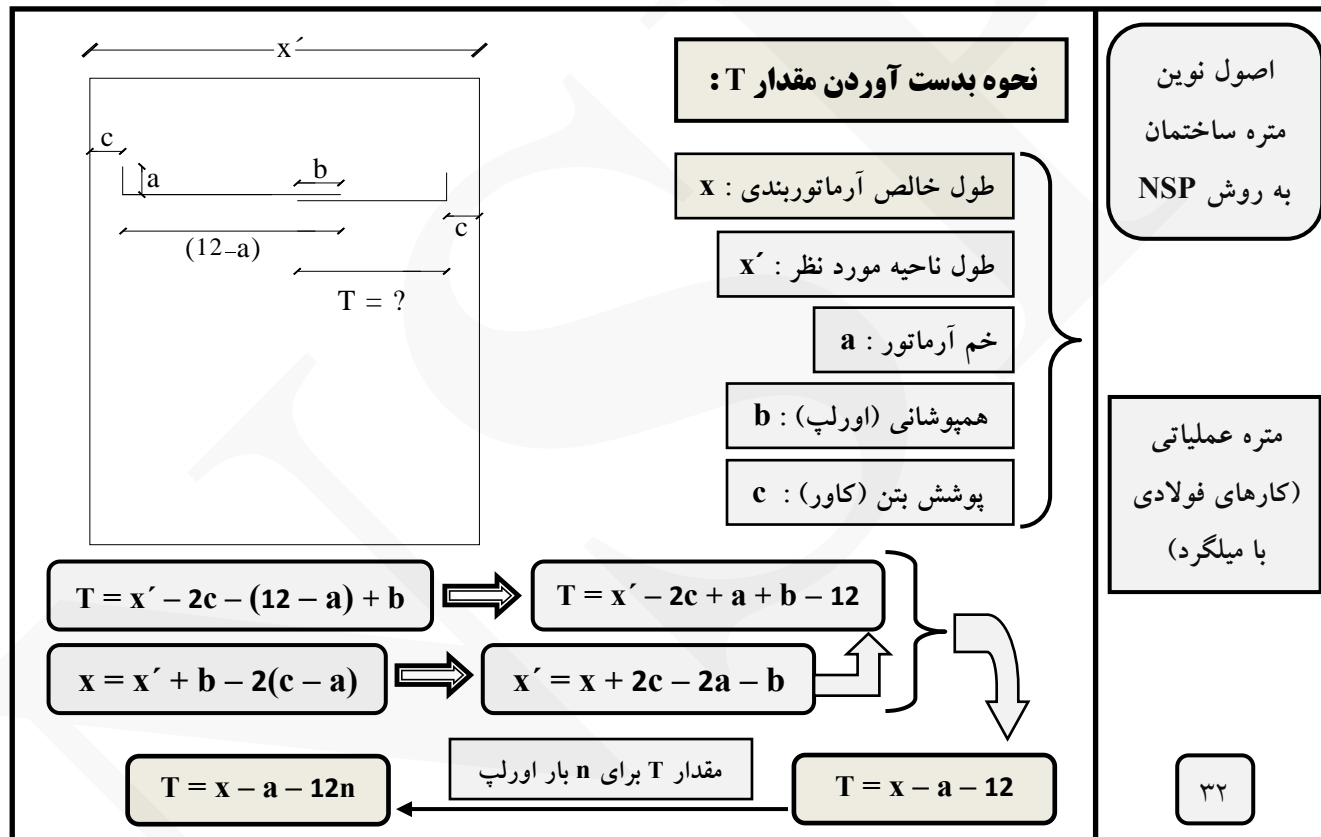 اصول نوین
متره ساختمان
به روش NSP
متره عملیاتی
(کارهای فولادی
با میلگرد)
۳۲
نحوه بدست آوردن مقدار T :
طول خالص آرماتوربندی : x
طول ناحیه مورد نظر : x´
خم آرماتور : a
همپوشانی (اورلپ) : b
پوشش بتن (کاور) : c
x´
c
a
b
c
(12–a)
T = ?
T = x´ – 2c – (12 – a) + b
T = x´ – 2c + a + b – 12
x = x´ + b – 2(c – a)
x´ = x + 2c – 2a – b
T = x – a – 12
مقدار T برای n بار اورلپ
T = x – a – 12n